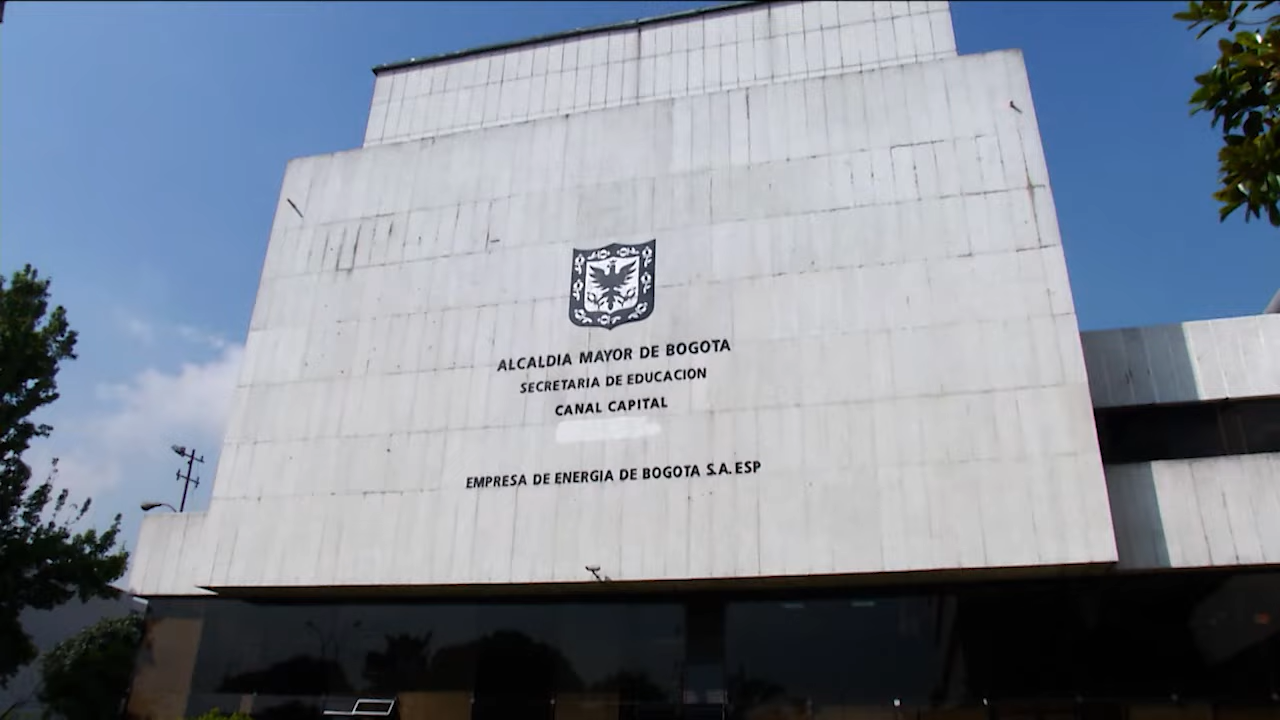 ALCALDIA MAYOR DE BOGOTA
SECRETARIA DE EDUCACION
CANAL CAPITAL
EMPRESA DE ENERGIA DE BOGOTA S.A. ESP